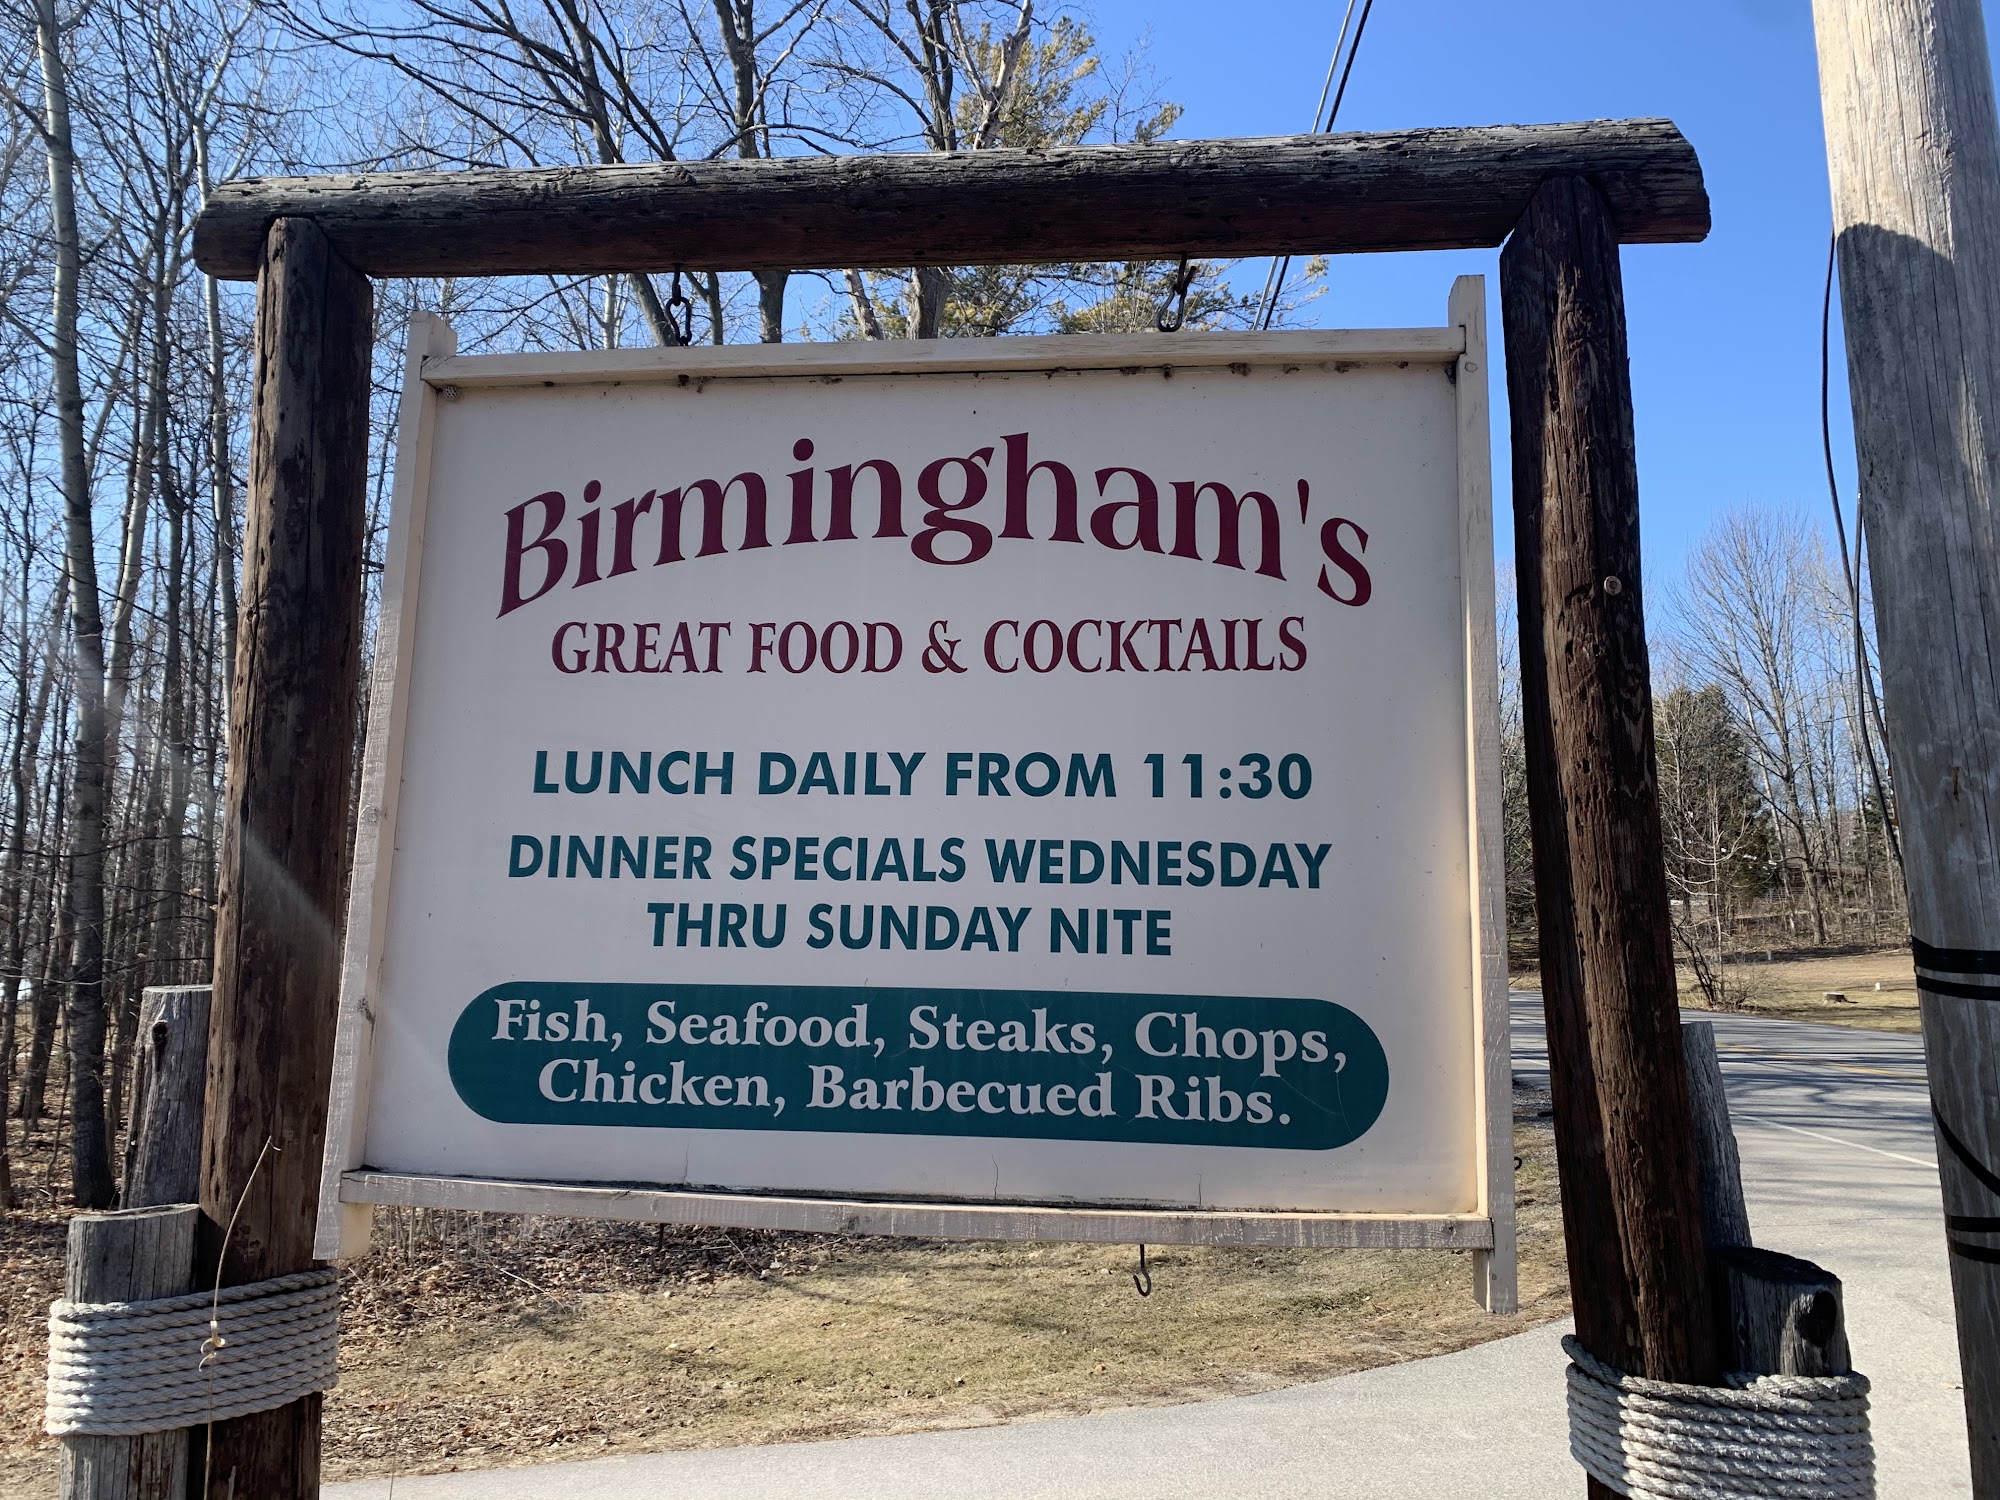 Birmingham's
GREAT FOOD & COCKTAILS
LUNCH DAILY FROM 11:30
DINNER SPECIALS WEDNESDAY
THRU SUNDAY NITE
Fish, Seafood, Steaks, Chops,
Chicken, Barbecued Ribs.